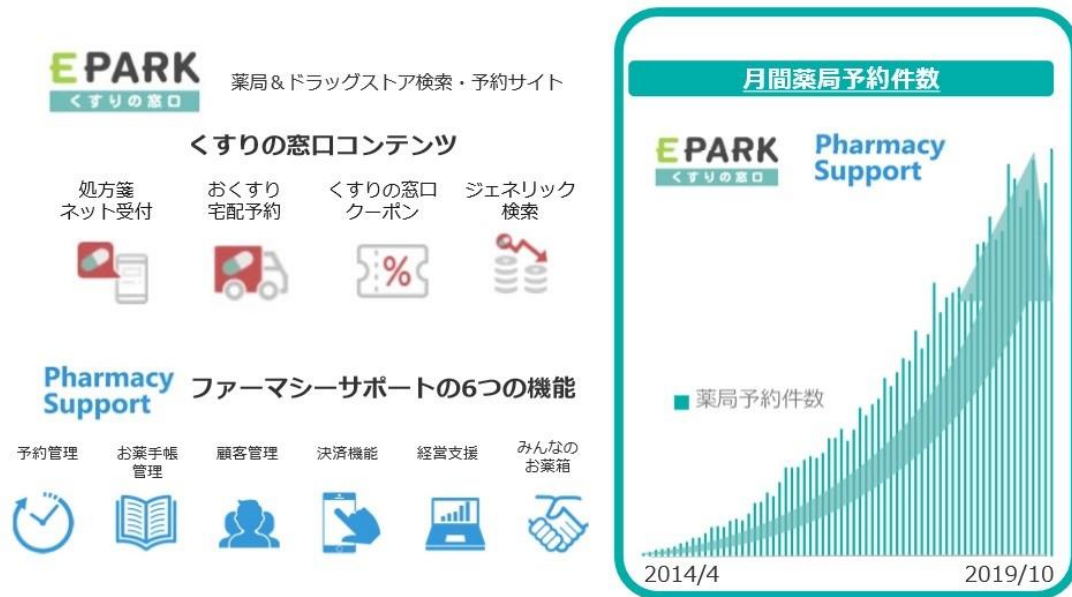 EPARK
くすりの窓口
薬局＆ドラッグストア検索・予約サイト
くすりの窓口コンテンツ
処方箋
ネット受付
おくすり
宅配予約
くすりの窓口
クーポン
ジェネリック
検索
%
Pharmacy
Support
ファーマシーサポートの6つの機能
予約管理
お薬手帳
管理
顧客管理
決済機能
経営支援
みんなの
お薬箱
月間薬局予約件数
EPARK
くすりの窓口
Pharmacy
Support
薬局予約件数
2014/4
2019/10